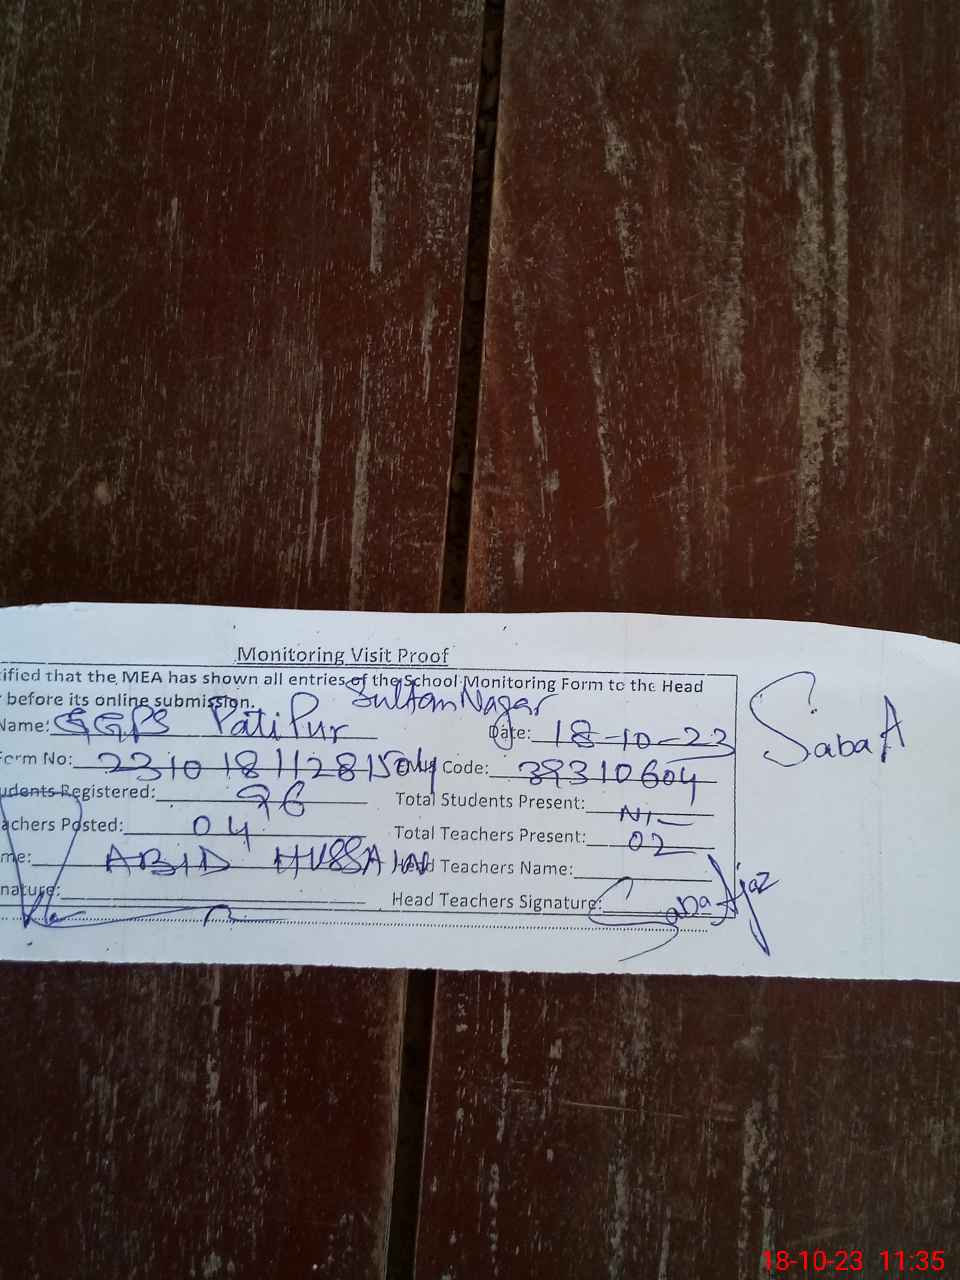 Monitoring Visit Proof
ified that the MEA has shown all entries of the School Monitoring Form to the Head
before its online submission.
Name: GGPS Pati Pur Sultan Nagar Date: 18-10-23
Form No: 23101811281504 Code: 39310604
udents Registered: 96 Total Students Present: Nil
achers Posted: 04 Total Teachers Present: 02
me: ABID HUSSAIN Head Teachers Name:
nature: Head Teachers Signature: Saba Ajaz
Saba A
18-10-23 11:35